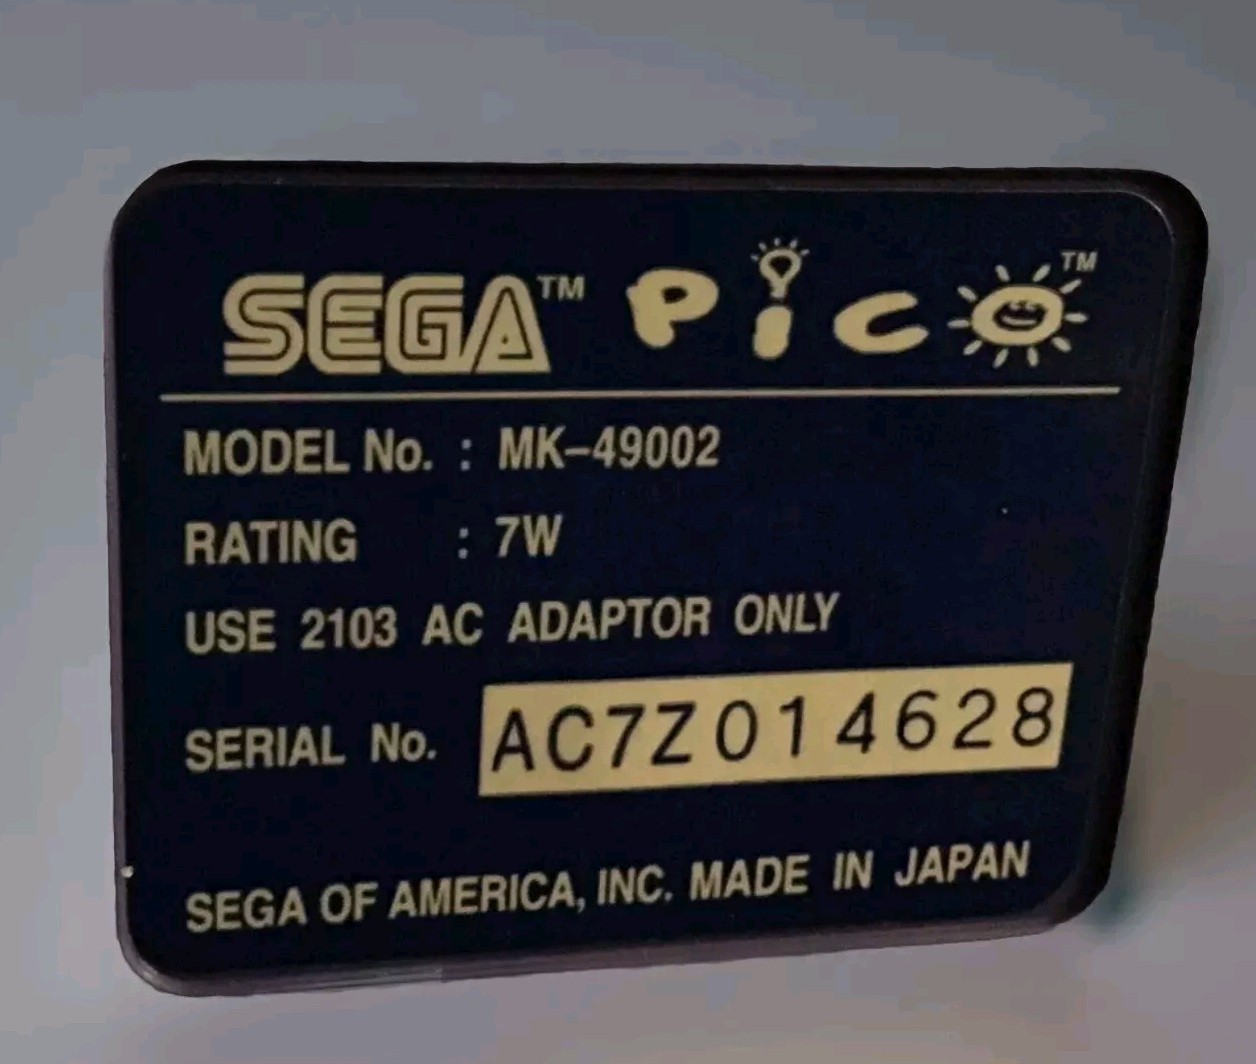 SEGA™ Pico™
MODEL No. : MK-49002
RATING : 7W
USE 2103 AC ADAPTOR ONLY
SERIAL No. AC7Z014628
SEGA OF AMERICA, INC. MADE IN JAPAN